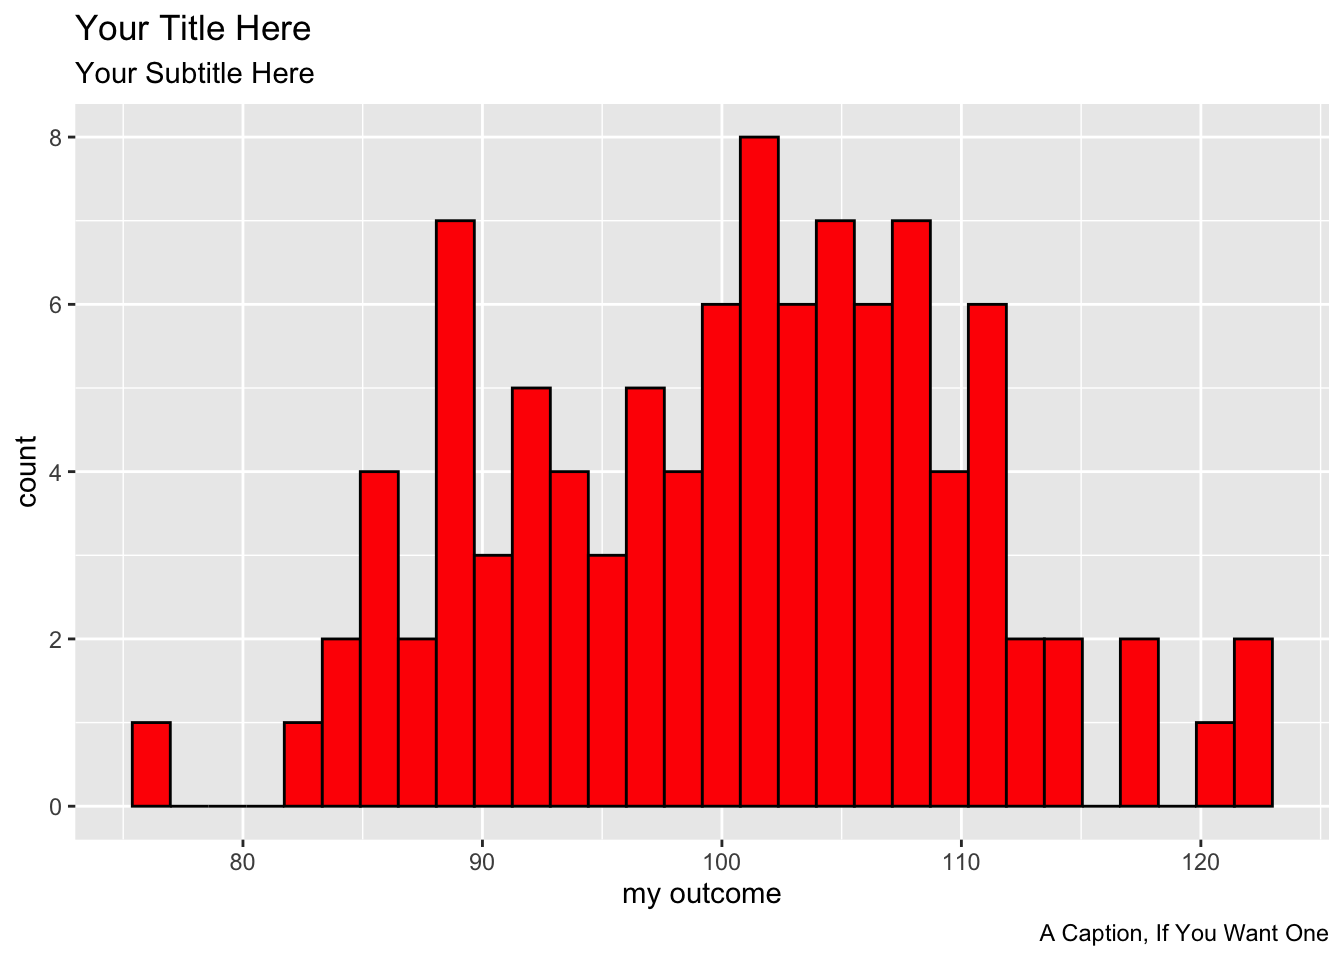 Your Title Here
Your Subtitle Here
8
6
4
2
0
count
80 90 100 110 120
my outcome
A Caption, If You Want One